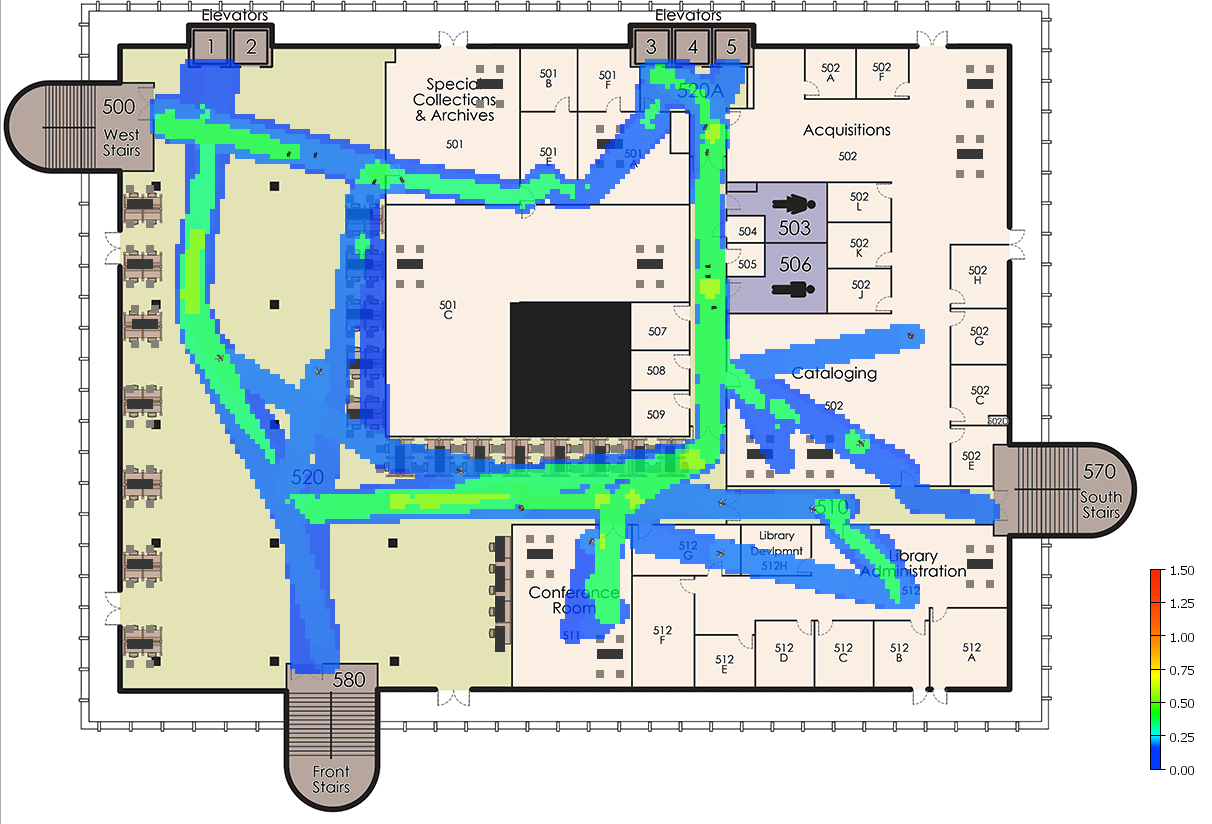 Elevators
Elevators
1
2
3
4
5
500
West
Stairs
Special
Collections
& Archives
501
501
B
501
F
501
E
501
A
520A
502
A
502
F
Acquisitions
502
503
504
505
506
502
L
502
K
502
J
502
H
502
G
502
C
502D
502
E
501
C
507
508
509
Cataloging
502
520
510
570
South
Stairs
512
G
Library
Devlpmnt
512H
Library
Administration
512
Conference
Room
511
512
F
512
E
512
D
512
C
512
B
512
A
580
Front
Stairs
1.50
1.25
1.00
0.75
0.50
0.25
0.00